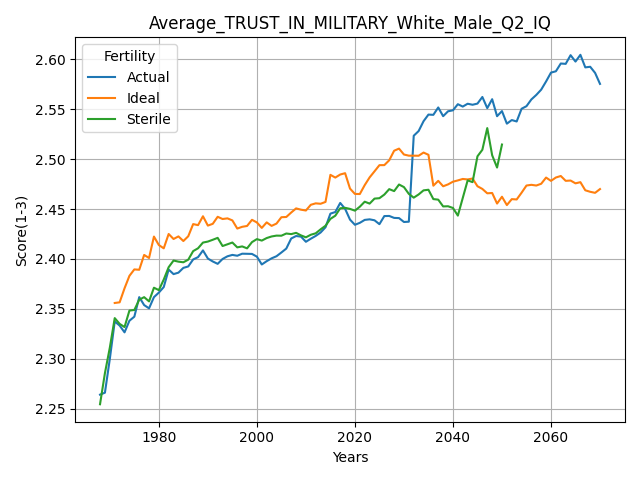 Average_TRUST_IN_MILITARY_White_Male_Q2_IQ
Fertility
Actual
Ideal
Sterile
Score(1-3)
2.60
2.55
2.50
2.45
2.40
2.35
2.30
2.25
1980
2000
2020
2040
2060
Years